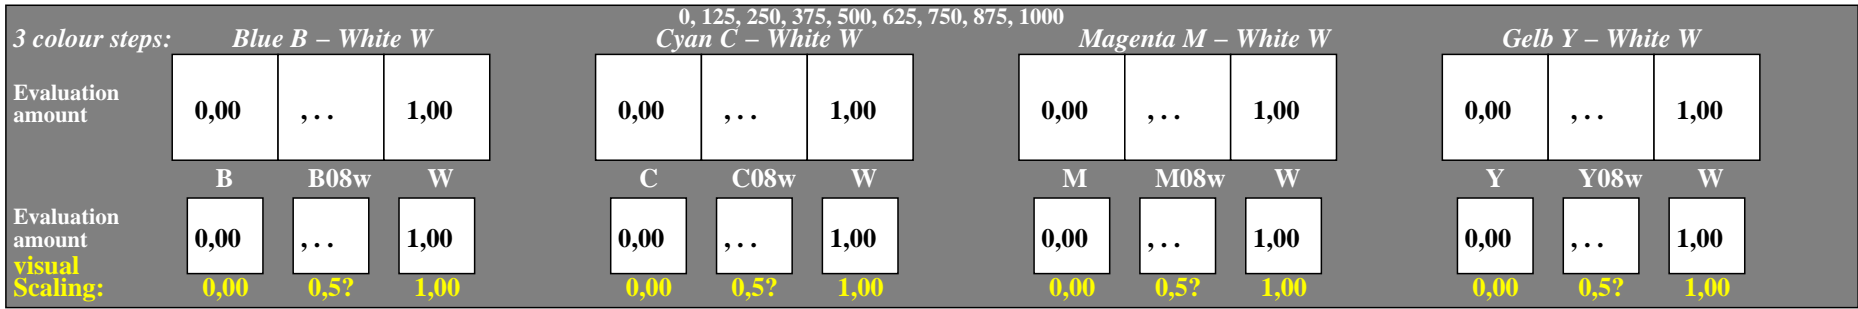 0, 125, 250, 375, 500, 625, 750, 875, 1000
3 colour steps: Blue B – White W Cyan C – White W Magenta M – White W Gelb Y – White W
Evaluation amount 0,00 , . . 1,00 0,00 , . . 1,00 0,00 , . . 1,00 0,00 , . . 1,00
B B08w W C C08w W M M08w W Y Y08w W
Evaluation amount 0,00 , . . 1,00 0,00 , . . 1,00 0,00 , . . 1,00 0,00 , . . 1,00
visual
Scaling: 0,00 0,5? 1,00 0,00 0,5? 1,00 0,00 0,5? 1,00 0,00 0,5? 1,00